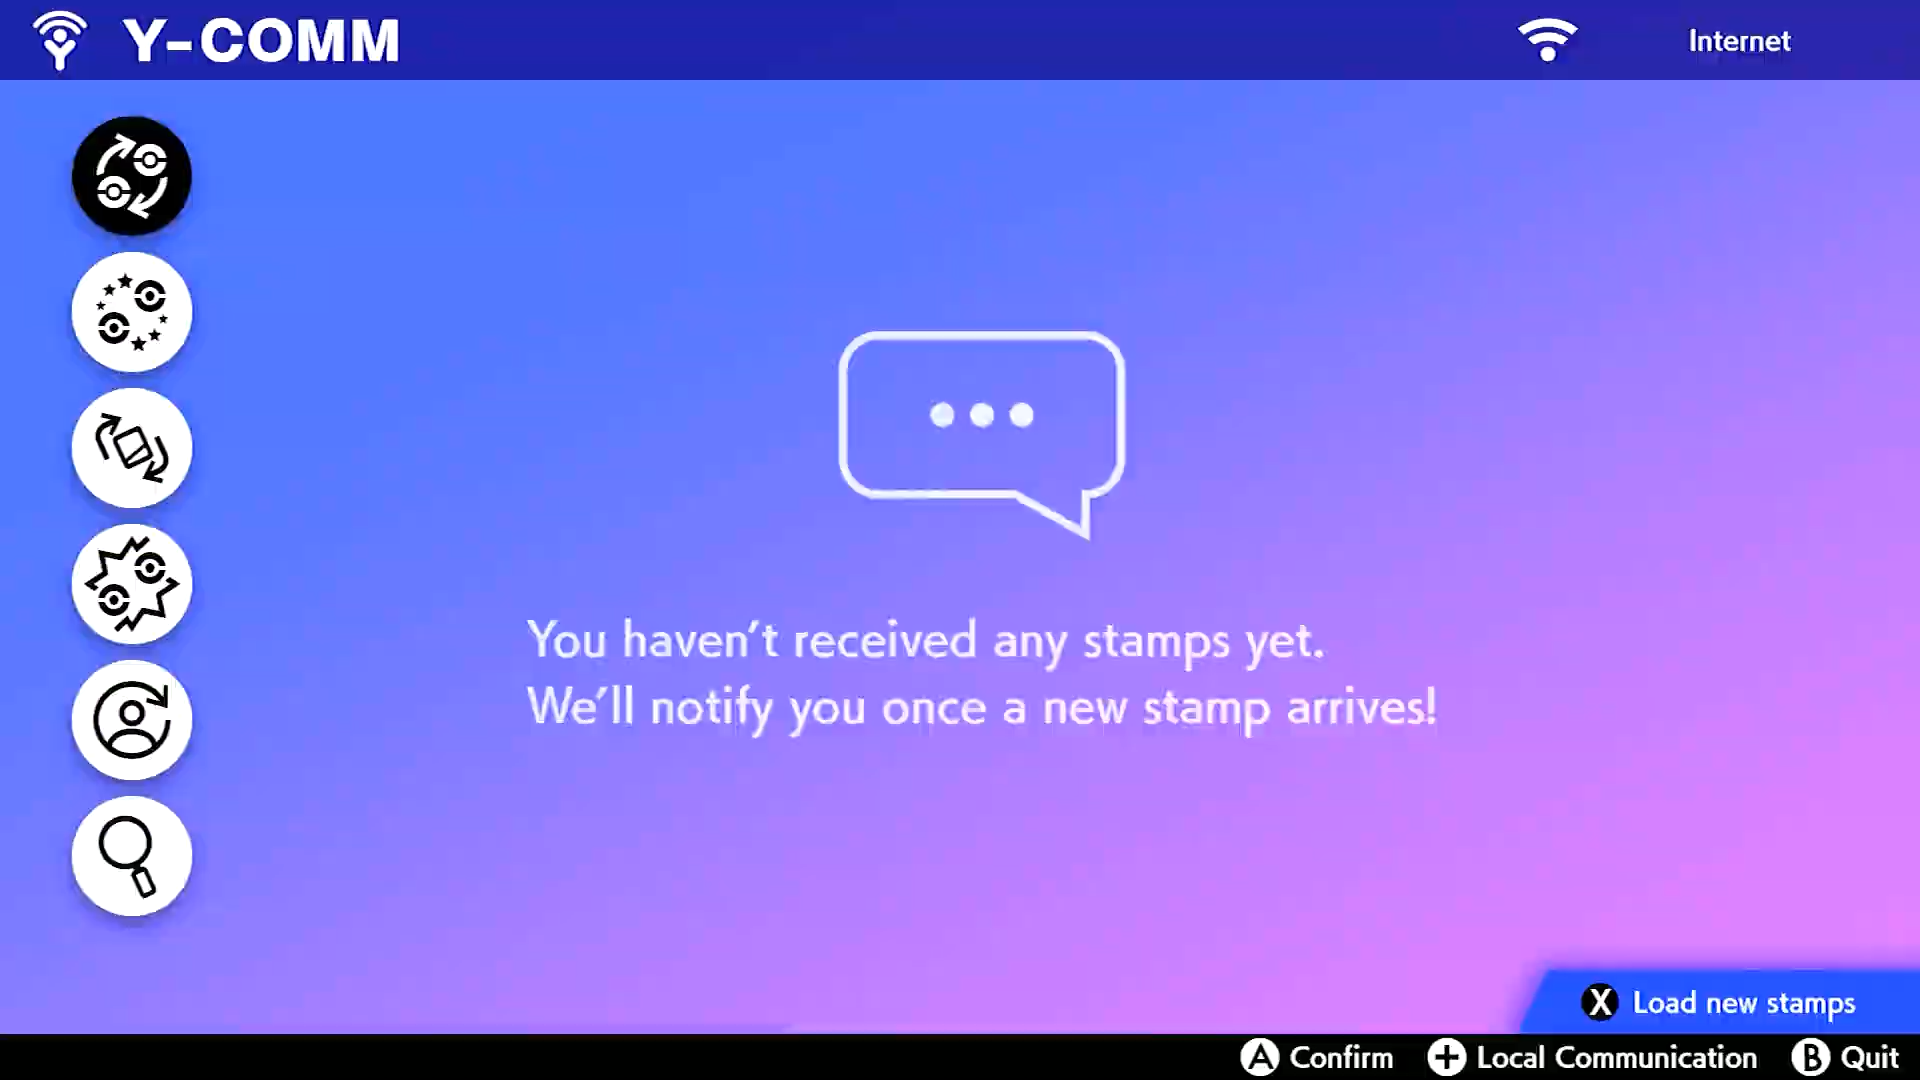 Y-COMM
Internet
You haven't received any stamps yet.
We'll notify you once a new stamp arrives!
X Load new stamps
A Confirm + Local Communication B Quit